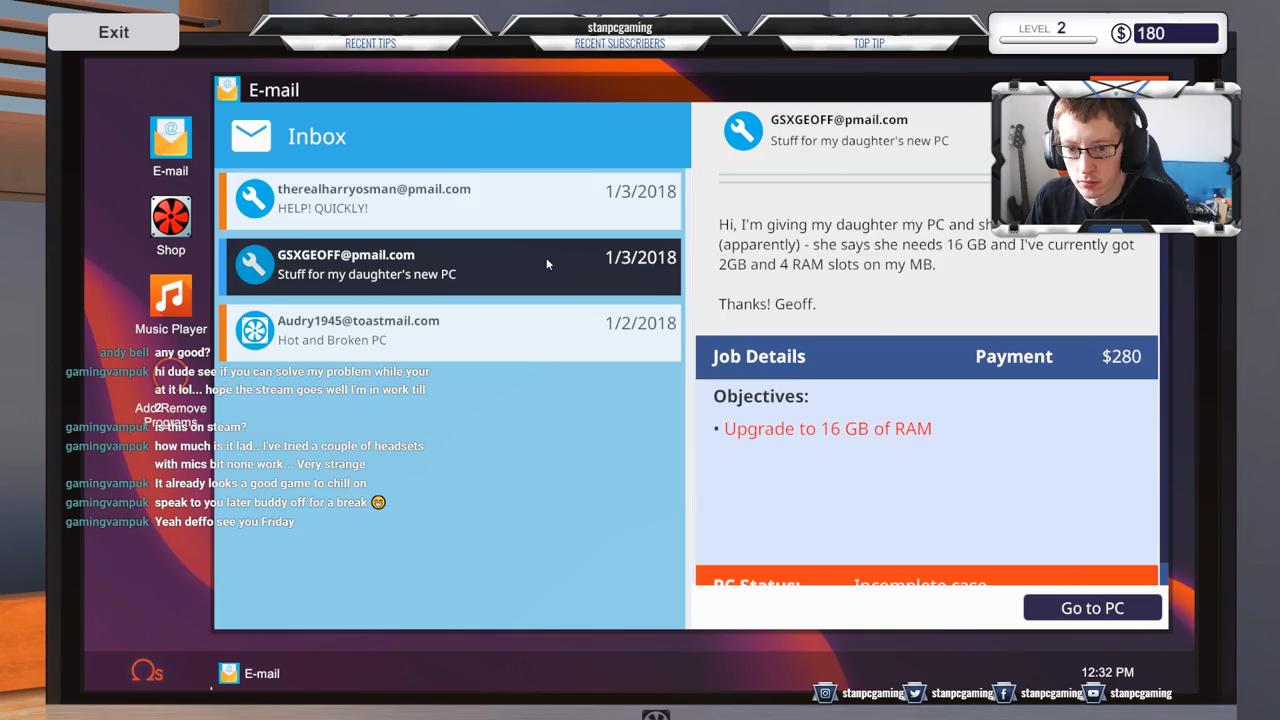 Exit
stanpcgaming
RECENT TIPS
RECENT SUBSCRIBERS
TOP TIP
LEVEL 2
$ 180
E-mail
E-mail
Shop
Music Player
Add/Remove
Programs
Inbox
therealharryosman@pmail.com 1/3/2018
HELP! QUICKLY!
GSXGEOFF@pmail.com 1/3/2018
Stuff for my daughter's new PC
Audry1945@toastmail.com 1/2/2018
Hot and Broken PC
GSXGEOFF@pmail.com
Stuff for my daughter's new PC
Hi, I'm giving my daughter my PC and
(apparently) - she says she needs 16 GB and I've currently got
2GB and 4 RAM slots on my MB.
Thanks! Geoff.
Job Details Payment $280
Objectives:
• Upgrade to 16 GB of RAM
PC Status: Incomplete case
Go to PC
andy bell any good?
gamingvampuk hi dude see if you can solve my problem while your
at it lol... hope the stream goes well I'm in work till
2
gamingvampuk is this on steam?
gamingvampuk how much is it lad.. I've tried a couple of headsets
with mics bit none work... Very strange
gamingvampuk It already looks a good game to chill on
gamingvampuk speak to you later buddy off for a break 😁
gamingvampuk Yeah deffo see you Friday
Ωs
E-mail
12:32 PM
stanpcgaming stanpcgaming stanpcgaming stanpcgaming